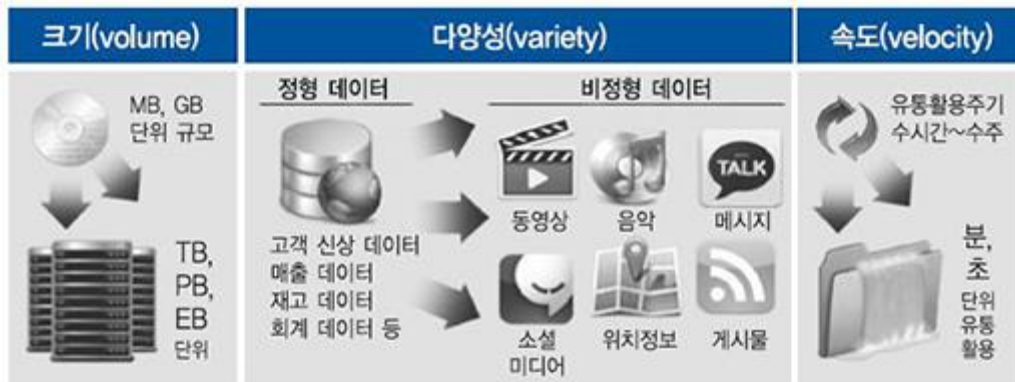 크기(volume)
MB, GB
단위 규모
TB,
PB,
EB
단위
다양성(variety)
정형 데이터
고객 신상 데이터
매출 데이터
재고 데이터
회계 데이터 등
비정형 데이터
동영상
음악
TALK
메시지
소셜
미디어
위치정보
게시물
속도(velocity)
유통활용주기
수시간~수주
분,
초
단위
유통
활용